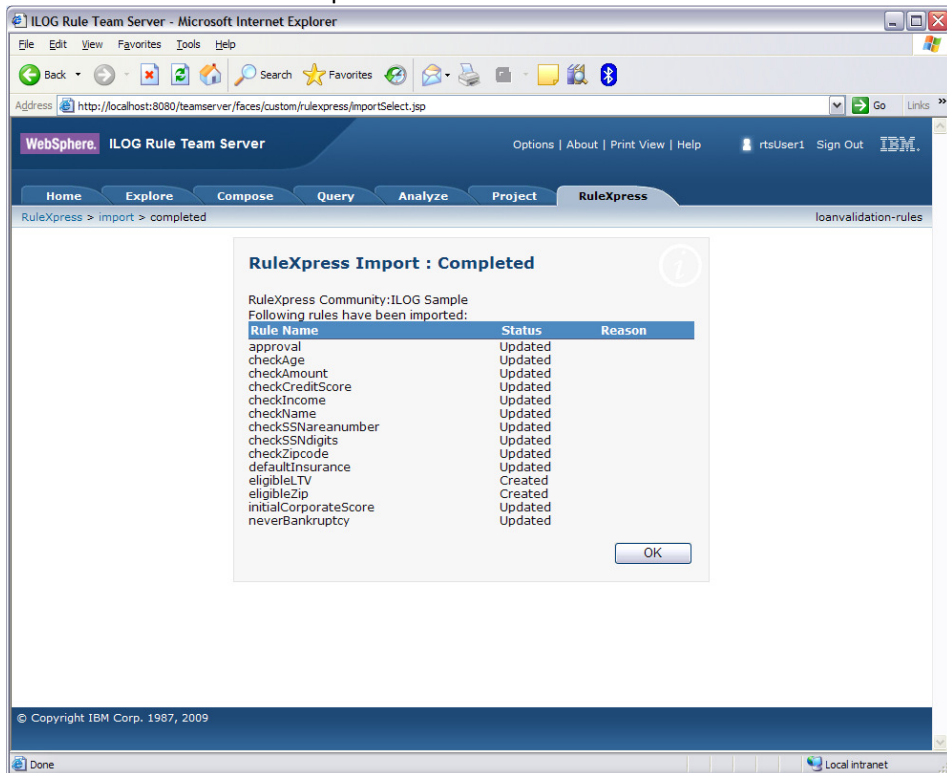 ILOG Rule Team Server - Microsoft Internet Explorer
File Edit View Favorites Tools Help
Back Search Favorites
Address http://localhost:8080/teamserver/faces/custom/rulexpress/importSelect.jsp Go Links »
WebSphere. ILOG Rule Team Server Options | About | Print View | Help rtsUser1 Sign Out IBM.
Home Explore Compose Query Analyze Project RuleXpress
RuleXpress > import > completed loanvalidation-rules
RuleXpress Import : Completed
RuleXpress Community:ILOG Sample
Following rules have been imported:
Rule Name Status Reason
approval Updated
checkAge Updated
checkAmount Updated
checkCreditScore Updated
checkIncome Updated
checkName Updated
checkSSNareanumber Updated
checkSSNdigits Updated
checkZipcode Updated
defaultInsurance Updated
eligibleLTV Created
eligibleZip Created
initialCorporateScore Updated
neverBankruptcy Updated
OK
© Copyright IBM Corp. 1987, 2009
Done Local intranet